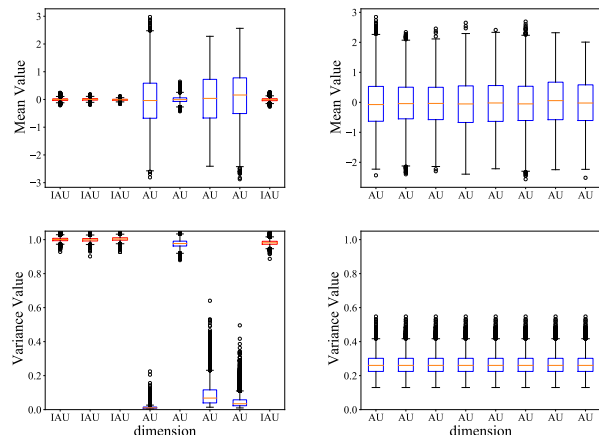 Mean Value
3
2
1
0
−1
−2
−3
IAU IAU IAU AU AU AU AU IAU
Mean Value
3
2
1
0
−1
−2
AU AU AU AU AU AU AU AU
Variance Value
1.0
0.8
0.6
0.4
0.2
0.0
IAU IAU IAU AU AU AU AU IAU
dimension
Variance Value
1.0
0.8
0.6
0.4
0.2
0.0
AU AU AU AU AU AU AU AU
dimension